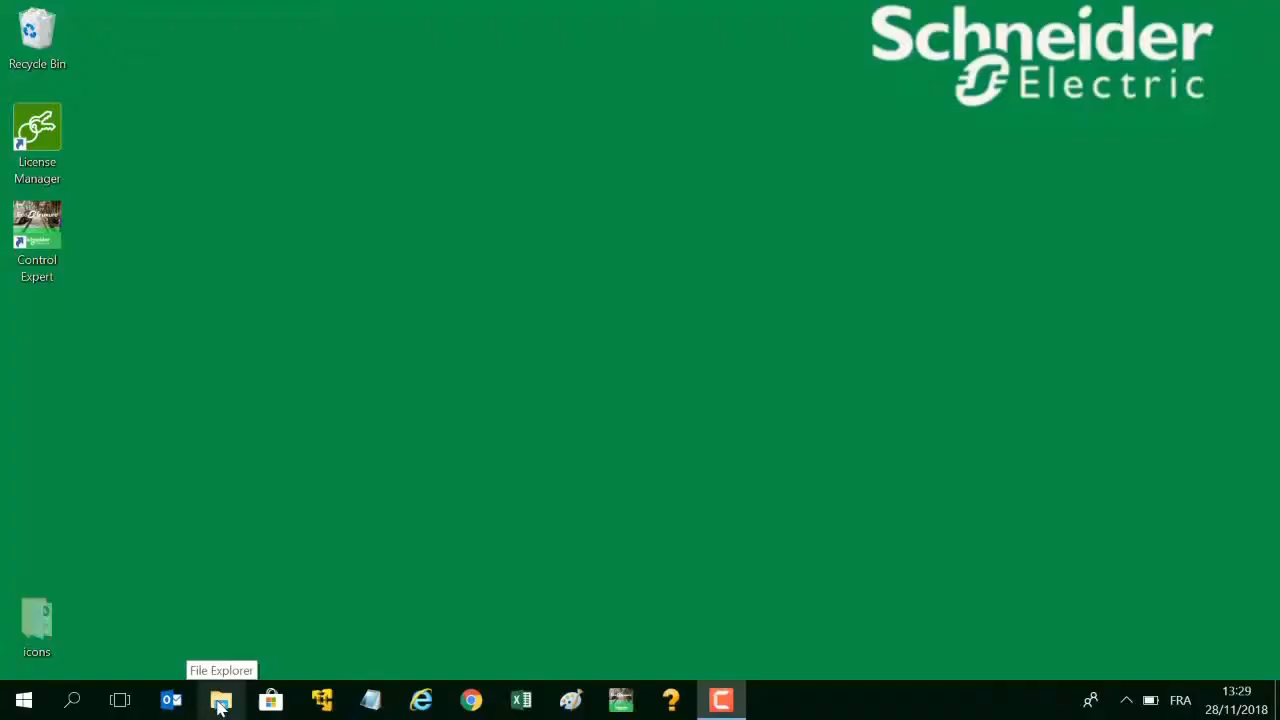 Schneider
Electric
Recycle Bin
License
Manager
Control
Expert
icons
File Explorer
FRA
13:29
28/11/2018